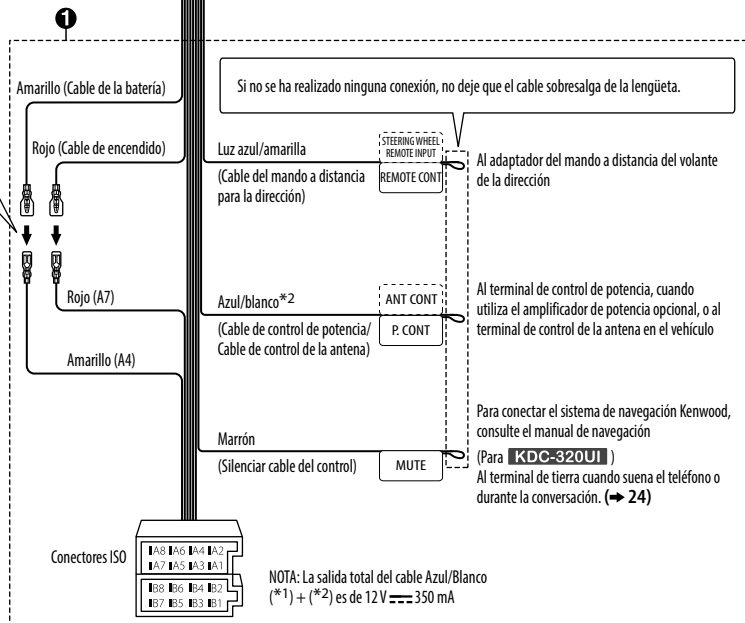 1
Amarillo (Cable de la batería)
Si no se ha realizado ninguna conexión, no deje que el cable sobresalga de la lengüeta.
Rojo (Cable de encendido)
Luz azul/amarilla
(Cable del mando a distancia
para la dirección)
STEERING WHEEL
REMOTE INPUT
REMOTE CONT
Al adaptador del mando a distancia del volante
de la dirección
Rojo (A7)
Azul/blanco*2
(Cable de control de potencia/
Cable de control de la antena)
ANT CONT
P. CONT
Al terminal de control de potencia, cuando
utiliza el amplificador de potencia opcional, o al
terminal de control de la antena en el vehículo
Amarillo (A4)
Marrón
(Silenciar cable del control)
MUTE
Para conectar el sistema de navegación Kenwood,
consulte el manual de navegación
(Para KDC-320UI )
Al terminal de tierra cuando suena el teléfono o
durante la conversación. (➜ 24)
Conectores ISO
A8 A6 A4 A2
A7 A5 A3 A1
B8 B6 B4 B2
B7 B5 B3 B1
NOTA: La salida total del cable Azul/Blanco
(*1) + (*2) es de 12 V ⎓ 350 mA